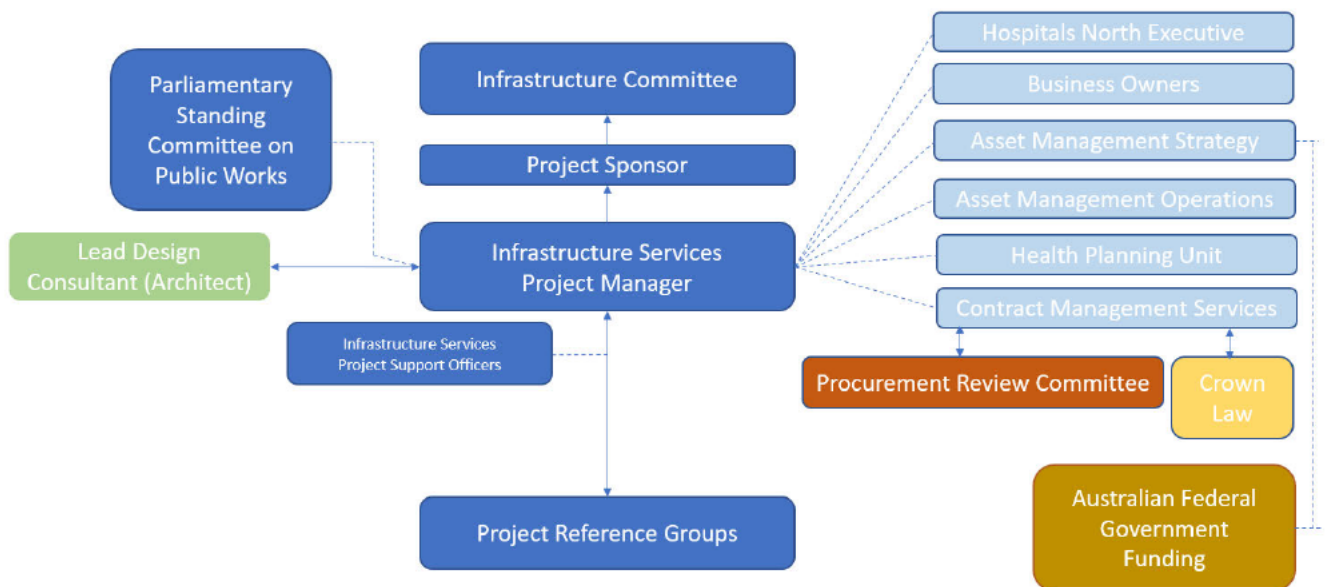 Parliamentary
Standing
Committee on
Public Works
Infrastructure Committee
Project Sponsor
Infrastructure Services
Project Manager
Lead Design
Consultant (Architect)
Infrastructure Services
Project Support Officers
Project Reference Groups
Hospitals North Executive
Business Owners
Asset Management Strategy
Asset Management Operations
Health Planning Unit
Contract Management Services
Procurement Review Committee
Crown
Law
Australian Federal
Government
Funding